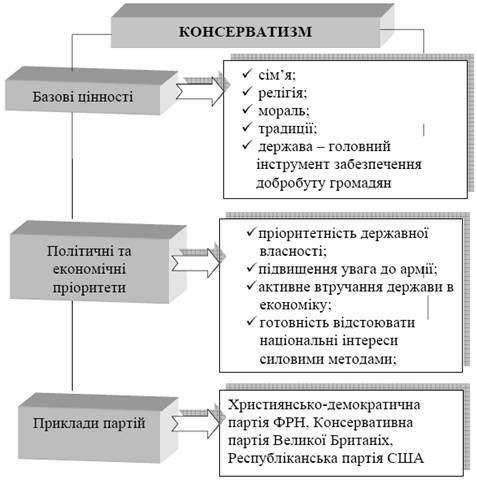 КОНСЕРВАТИЗМ
Базові цінності
✓ сім’я;
✓ релігія;
✓ мораль;
✓ традиції;
✓ держава – головний
інструмент забезпечення
добробуту громадян
Політичні та
економічні
пріоритети
✓ пріоритетність державної
власності;
✓ підвишення увага до армії;
✓ активне втручання держави в
економіку;
✓ готовність відстоювати
національні інтереси
силовими методами;
Приклади партій
Християнсько-демократична
партія ФРН, Консервативна
партія Великої Британіх,
Республіканська партія США